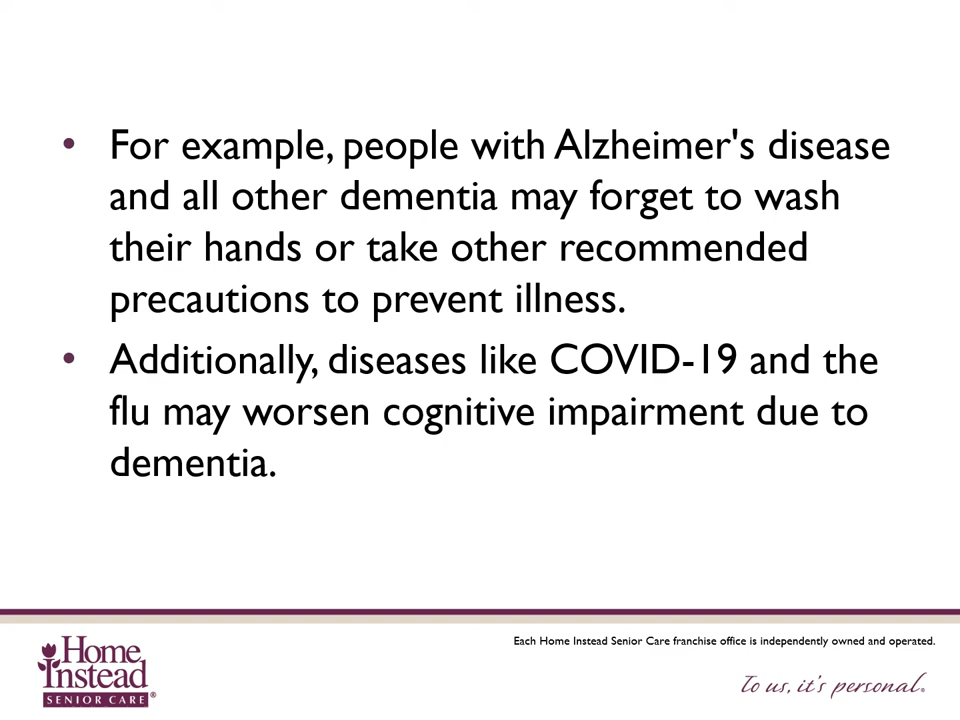 • For example, people with Alzheimer's disease
and all other dementia may forget to wash
their hands or take other recommended
precautions to prevent illness.
• Additionally, diseases like COVID-19 and the
flu may worsen cognitive impairment due to
dementia.
Each Home Instead Senior Care franchise office is independently owned and operated.
Home
Instead
SENIOR CARE®
To us, it's personal.®